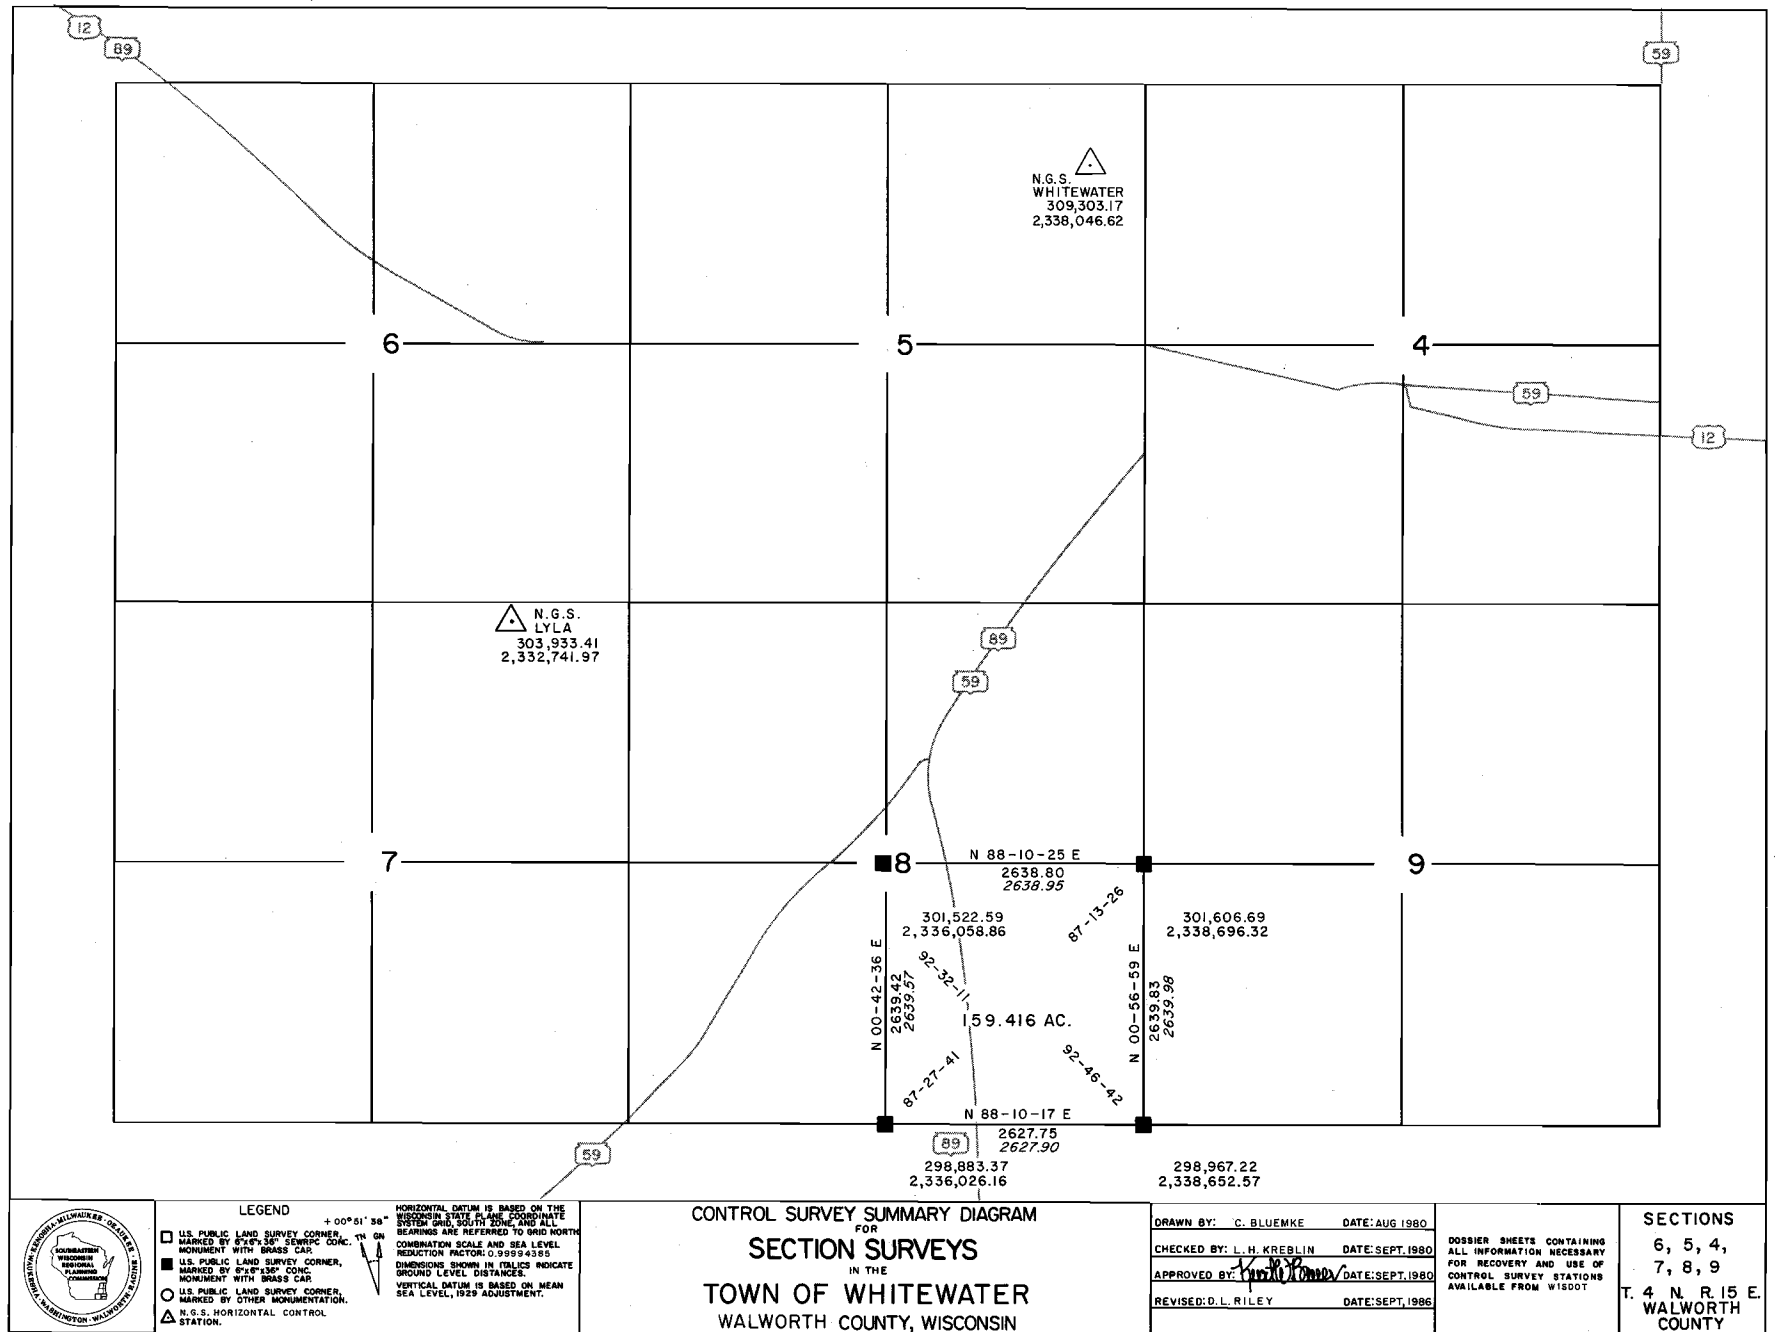 12
89
59
N.G.S.
WHITEWATER
309,303.17
2,338,046.62
6
5
4
59
12
N.G.S.
LYLA
303,933.41
2,332,741.97
89
59
7
8
9
N 88-10-25 E
2638.80
2638.95
87-13-26
301,522.59
2,336,058.86
301,606.69
2,338,696.32
N 00-42-36 E
2639.42
2639.57
92-32-11
N 00-56-59 E
2639.83
2639.98
159.416 AC.
87-27-41
92-46-42
N 88-10-17 E
2627.75
2627.90
89
59
298,883.37
2,336,026.16
298,967.22
2,338,652.57
SOUTHEASTERN
WISCONSIN
REGIONAL
PLANNING
COMMISSION
KENOSHA·MILWAUKEE·OZAUKEE·RACINE·WALWORTH·WASHINGTON·WAUKESHA
LEGEND
U.S. PUBLIC LAND SURVEY CORNER,
MARKED BY 6"x6"x36" SEWRPC CONC.
MONUMENT WITH BRASS CAP.
U.S. PUBLIC LAND SURVEY CORNER,
MARKED BY 6"x6"x36" CONC.
MONUMENT WITH BRASS CAP.
U.S. PUBLIC LAND SURVEY CORNER,
MARKED BY OTHER MONUMENTATION.
N.G.S. HORIZONTAL CONTROL
STATION.
+00°51'38"
TN GN
HORIZONTAL DATUM IS BASED ON THE
WISCONSIN STATE PLANE COORDINATE
SYSTEM GRID, SOUTH ZONE, AND ALL
BEARINGS ARE REFERRED TO GRID NORTH
COMBINATION SCALE AND SEA LEVEL
REDUCTION FACTOR: 0.99994385
DIMENSIONS SHOWN IN ITALICS INDICATE
GROUND LEVEL DISTANCES.
VERTICAL DATUM IS BASED ON MEAN
SEA LEVEL, 1929 ADJUSTMENT.
CONTROL SURVEY SUMMARY DIAGRAM
FOR
SECTION SURVEYS
IN THE
TOWN OF WHITEWATER
WALWORTH COUNTY, WISCONSIN
DRAWN BY: C. BLUEMKE DATE: AUG 1980
CHECKED BY: L. H. KREBLIN DATE: SEPT. 1980
APPROVED BY: DATE: SEPT, 1980
REVISED: D. L. RILEY DATE: SEPT, 1986
DOSSIER SHEETS CONTAINING
ALL INFORMATION NECESSARY
FOR RECOVERY AND USE OF
CONTROL SURVEY STATIONS
AVAILABLE FROM WISDOT
SECTIONS
6, 5, 4,
7, 8, 9
T. 4 N. R. 15 E.
WALWORTH
COUNTY